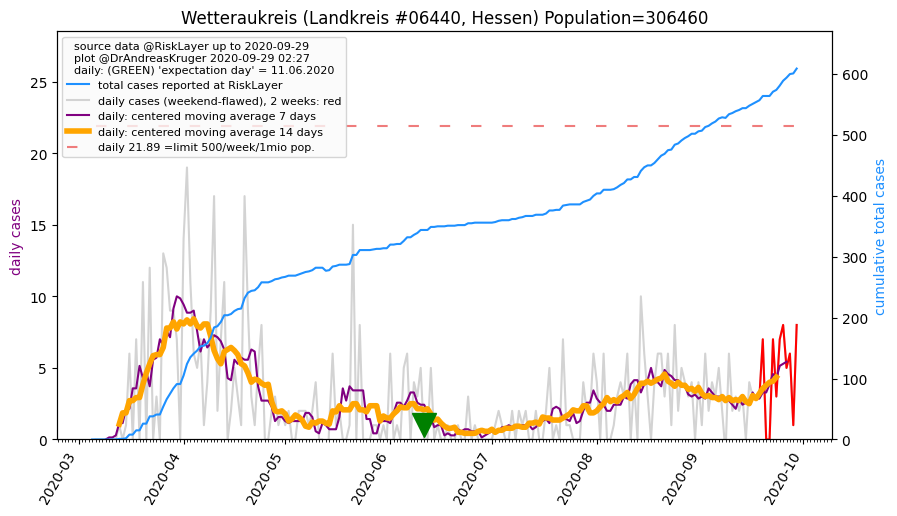 Wetteraukreis (Landkreis #06440, Hessen) Population=306460
source data @RiskLayer up to 2020-09-29
plot @DrAndreasKruger 2020-09-29 02:27
daily: (GREEN) 'expectation day' = 11.06.2020
total cases reported at RiskLayer
daily cases (weekend-flawed), 2 weeks: red
daily: centered moving average 7 days
daily: centered moving average 14 days
daily 21.89 =limit 500/week/1mio pop.
daily cases
25
20
15
10
5
0
cumulative total cases
600
500
400
300
200
100
0
2020-03
2020-04
2020-05
2020-06
2020-07
2020-08
2020-09
2020-10